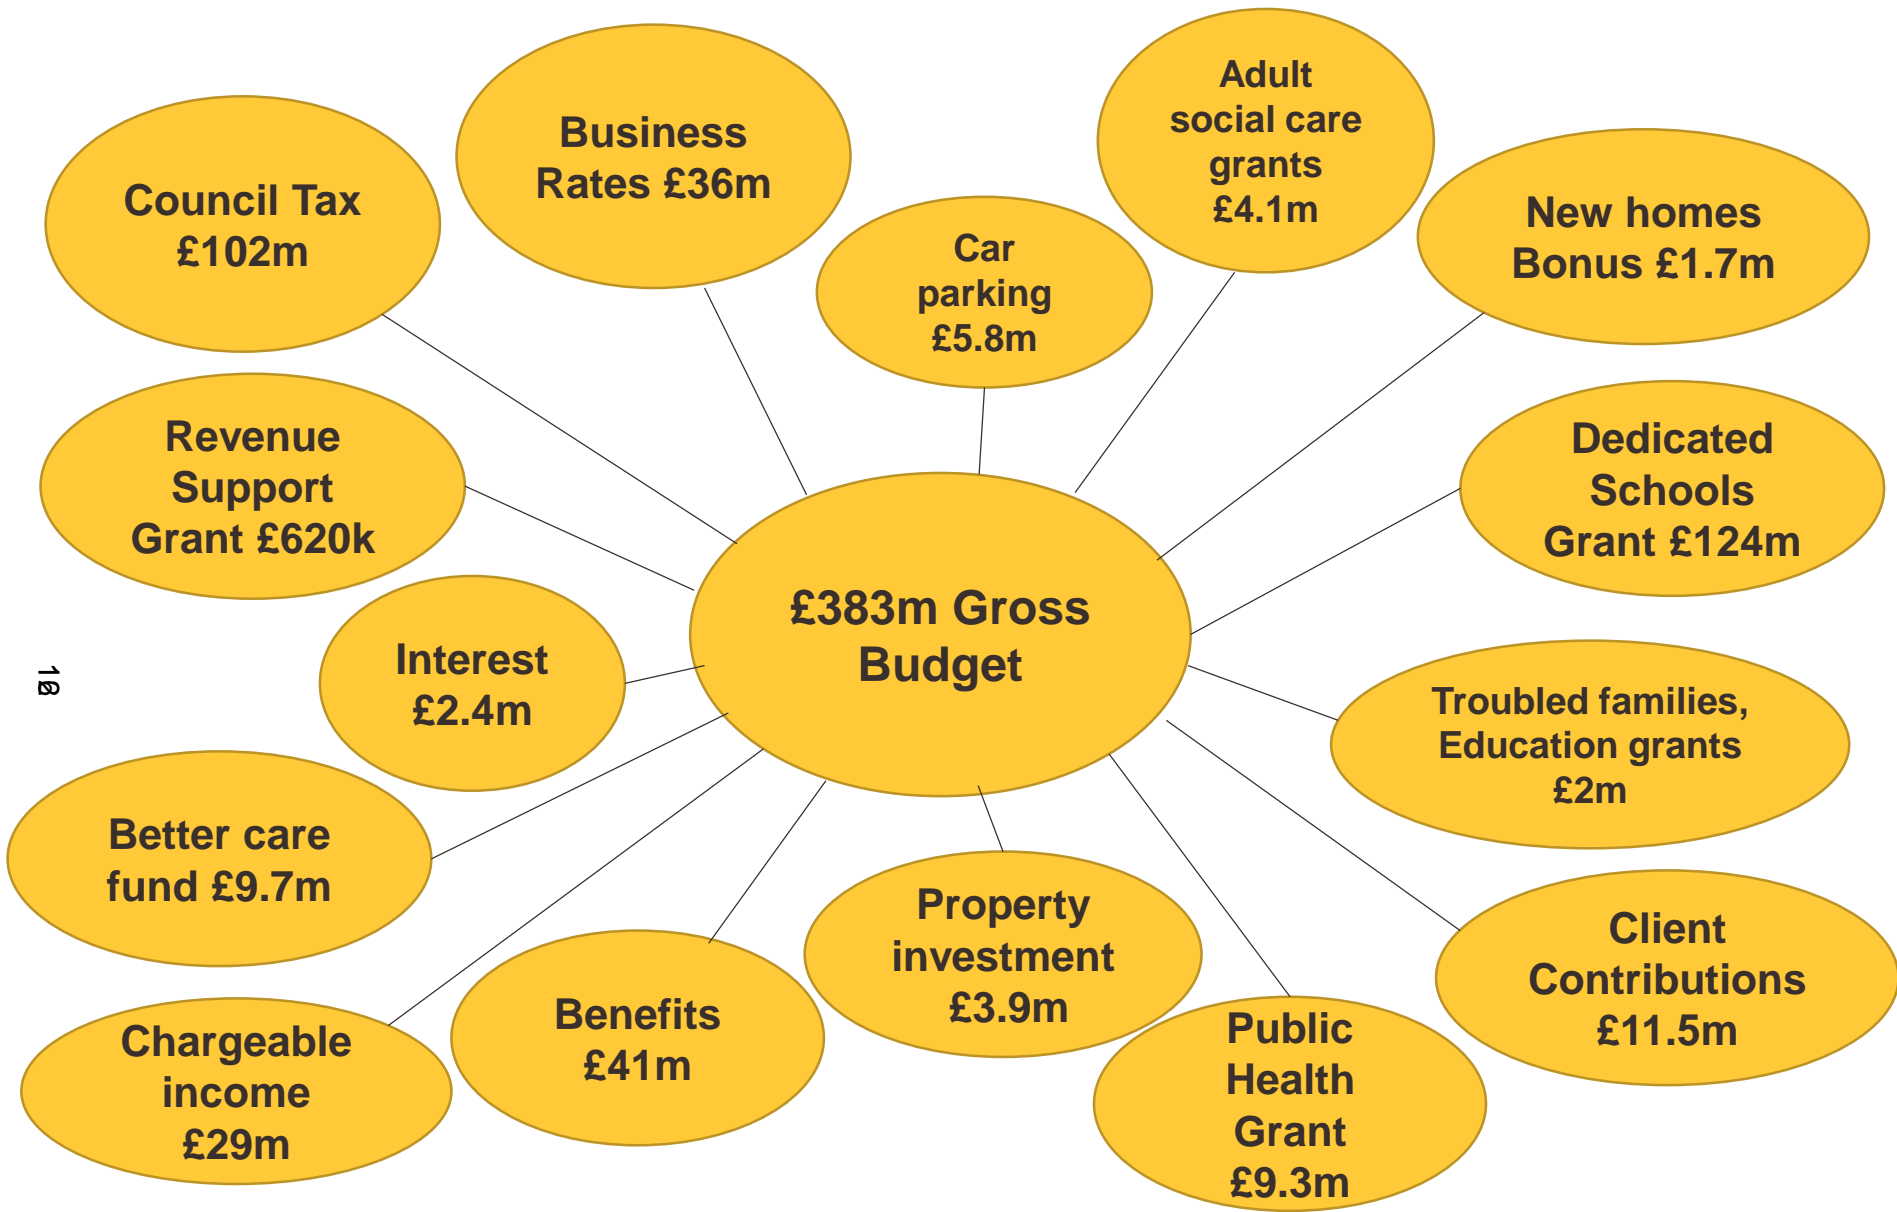 Council Tax
£102m
Business
Rates £36m
Car
parking
£5.8m
Adult
social care
grants
£4.1m
New homes
Bonus £1.7m
Revenue
Support
Grant £620k
Dedicated
Schools
Grant £124m
£383m Gross
Budget
Interest
£2.4m
Troubled families,
Education grants
£2m
Better care
fund £9.7m
Property
investment
£3.9m
Client
Contributions
£11.5m
Chargeable
income
£29m
Benefits
£41m
Public
Health
Grant
£9.3m